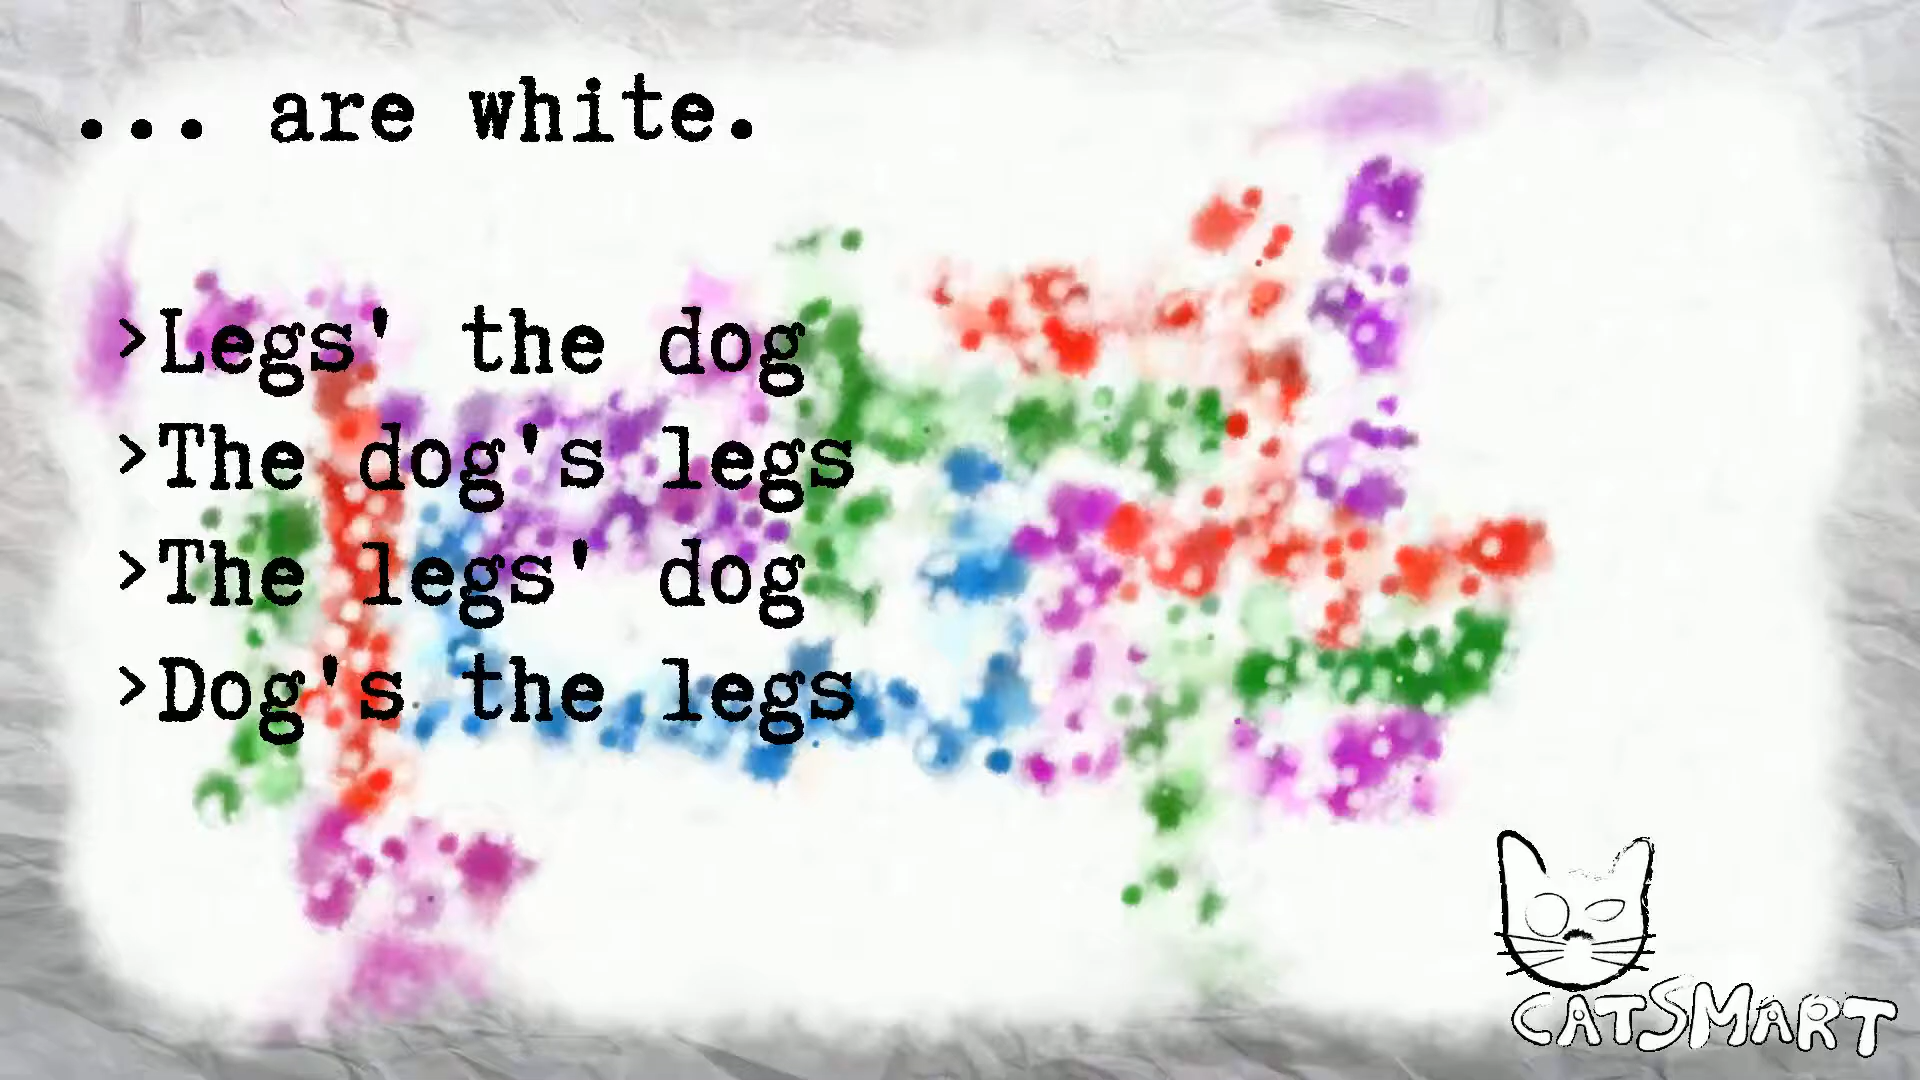 ... are white.
>Legs' the dog
>The dog's legs
>The legs' dog
>Dog's the legs
CATSMART